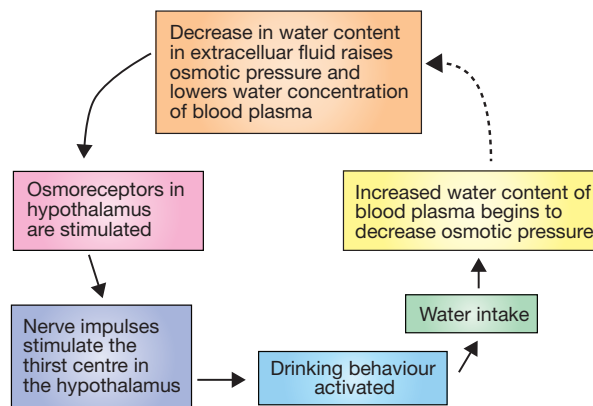 Decrease in water content
in extracelluar fluid raises
osmotic pressure and
lowers water concentration
of blood plasma
Osmoreceptors in
hypothalamus
are stimulated
Nerve impulses
stimulate the
thirst centre in
the hypothalamus
Drinking behaviour
activated
Water intake
Increased water content of
blood plasma begins to
decrease osmotic pressure